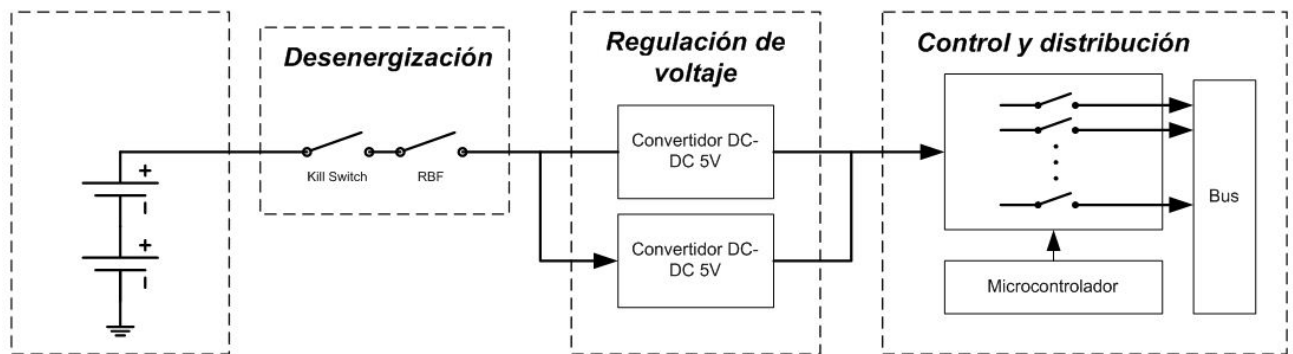 Desenergización
Kill Switch
RBF
+
+
Regulación de
voltaje
Convertidor DC-
DC 5V
Convertidor DC-
DC 5V
Control y distribución
Bus
Microcontrolador